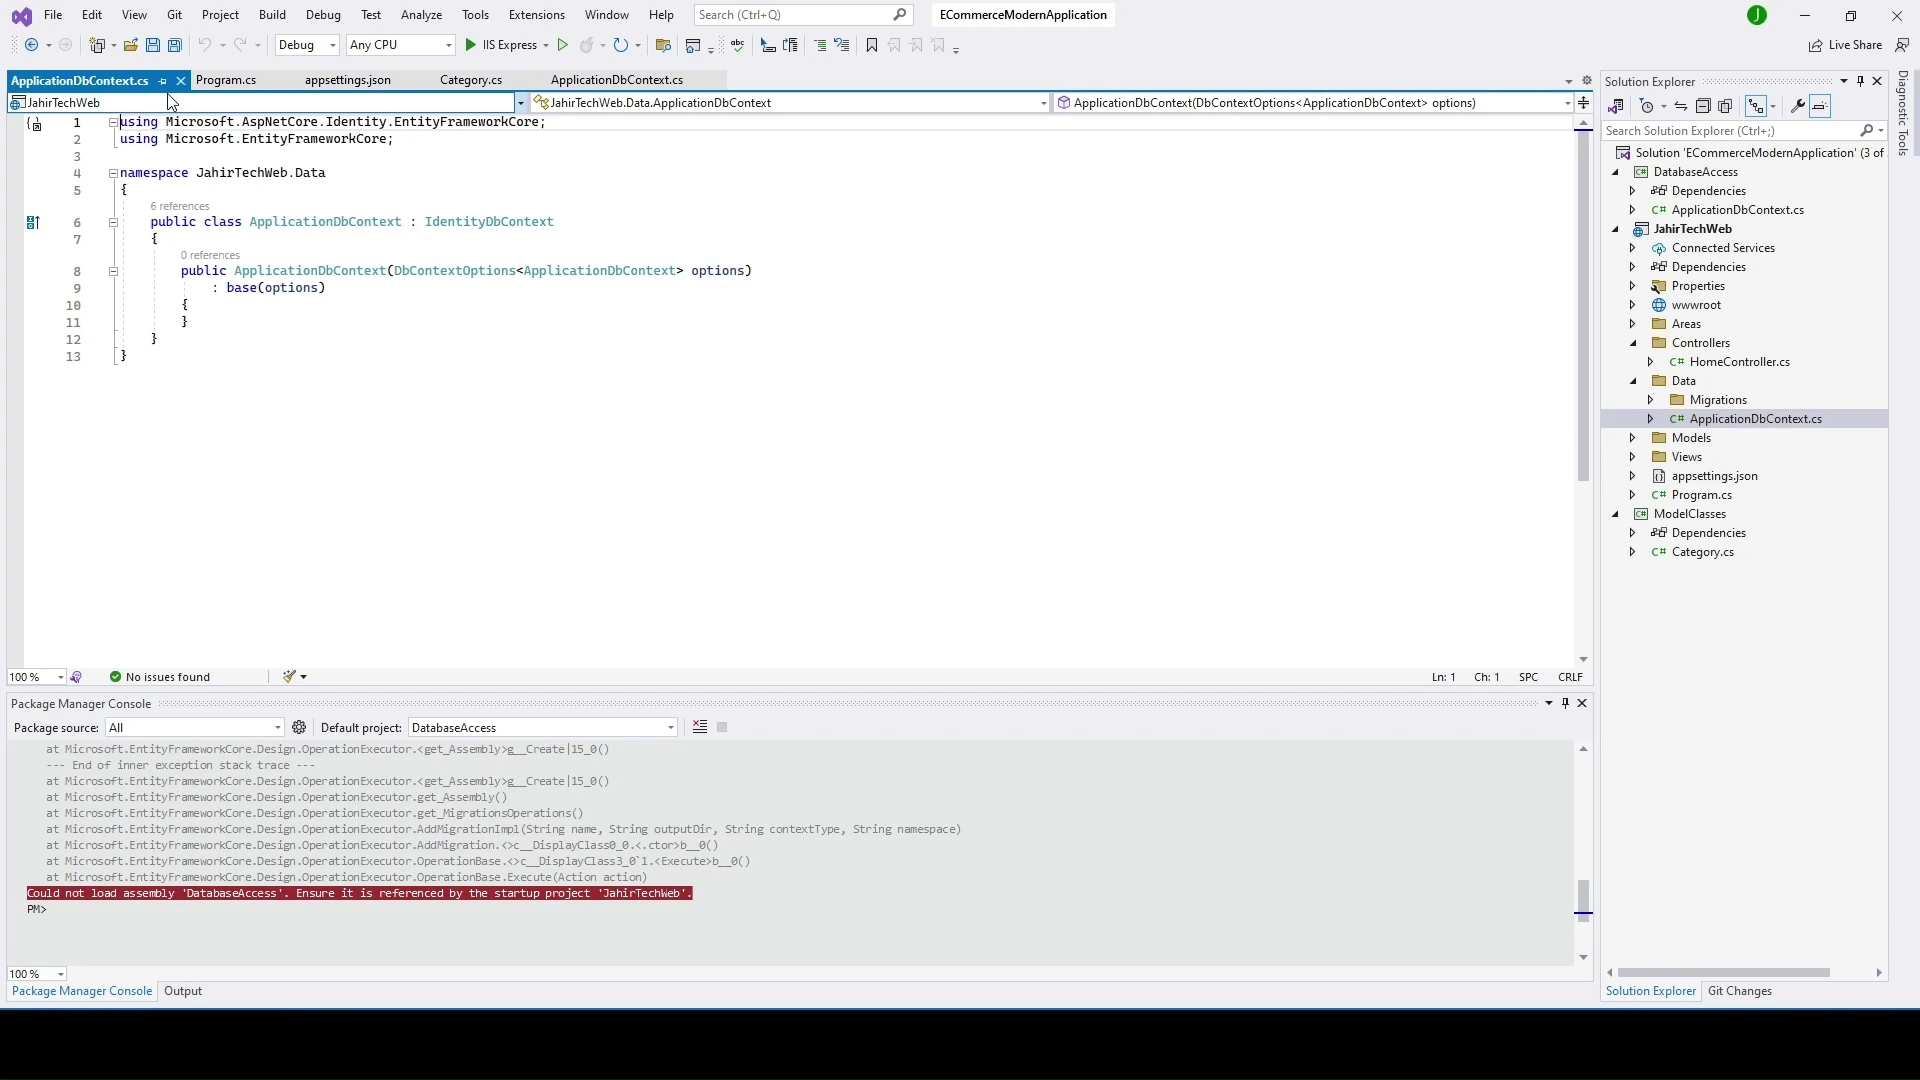 File Edit View Git Project Build Debug Test Analyze Tools Extensions Window Help Search (Ctrl+Q) ECommerceModernApplication J
Debug Any CPU IIS Express Live Share
ApplicationDbContext.cs Program.cs appsettings.json Category.cs ApplicationDbContext.cs
JahirTechWeb JahirTechWeb.Data.ApplicationDbContext ApplicationDbContext(DbContextOptions<ApplicationDbContext> options)
1 using Microsoft.AspNetCore.Identity.EntityFrameworkCore;
2 using Microsoft.EntityFrameworkCore;
3
4 namespace JahirTechWeb.Data
5 {
6 references
6 public class ApplicationDbContext : IdentityDbContext
7 {
0 references
8 public ApplicationDbContext(DbContextOptions<ApplicationDbContext> options)
9 : base(options)
10 {
11 }
12 }
13 }
100 % No issues found Ln: 1 Ch: 1 SPC CRLF
Package Manager Console
Package source: All Default project: DatabaseAccess
at Microsoft.EntityFrameworkCore.Design.OperationExecutor.<get_Assembly>g__Create|15_0()
--- End of inner exception stack trace ---
at Microsoft.EntityFrameworkCore.Design.OperationExecutor.<get_Assembly>g__Create|15_0()
at Microsoft.EntityFrameworkCore.Design.OperationExecutor.get_Assembly()
at Microsoft.EntityFrameworkCore.Design.OperationExecutor.get_MigrationsOperations()
at Microsoft.EntityFrameworkCore.Design.OperationExecutor.AddMigrationImpl(String name, String outputDir, String contextType, String namespace)
at Microsoft.EntityFrameworkCore.Design.OperationExecutor.AddMigration.<>c__DisplayClass0_0.<.ctor>b__0()
at Microsoft.EntityFrameworkCore.Design.OperationExecutor.OperationBase.<>c__DisplayClass3_0`1.<Execute>b__0()
at Microsoft.EntityFrameworkCore.Design.OperationExecutor.OperationBase.Execute(Action action)
Could not load assembly 'DatabaseAccess'. Ensure it is referenced by the startup project 'JahirTechWeb'.
PM>
100 %
Package Manager Console Output
Solution Explorer
Search Solution Explorer (Ctrl+;)
Solution 'ECommerceModernApplication' (3 of
DatabaseAccess
Dependencies
C# ApplicationDbContext.cs
JahirTechWeb
Connected Services
Dependencies
Properties
wwwroot
Areas
Controllers
C# HomeController.cs
Data
Migrations
C# ApplicationDbContext.cs
Models
Views
appsettings.json
C# Program.cs
ModelClasses
Dependencies
C# Category.cs
Solution Explorer Git Changes
Diagnostic Tools